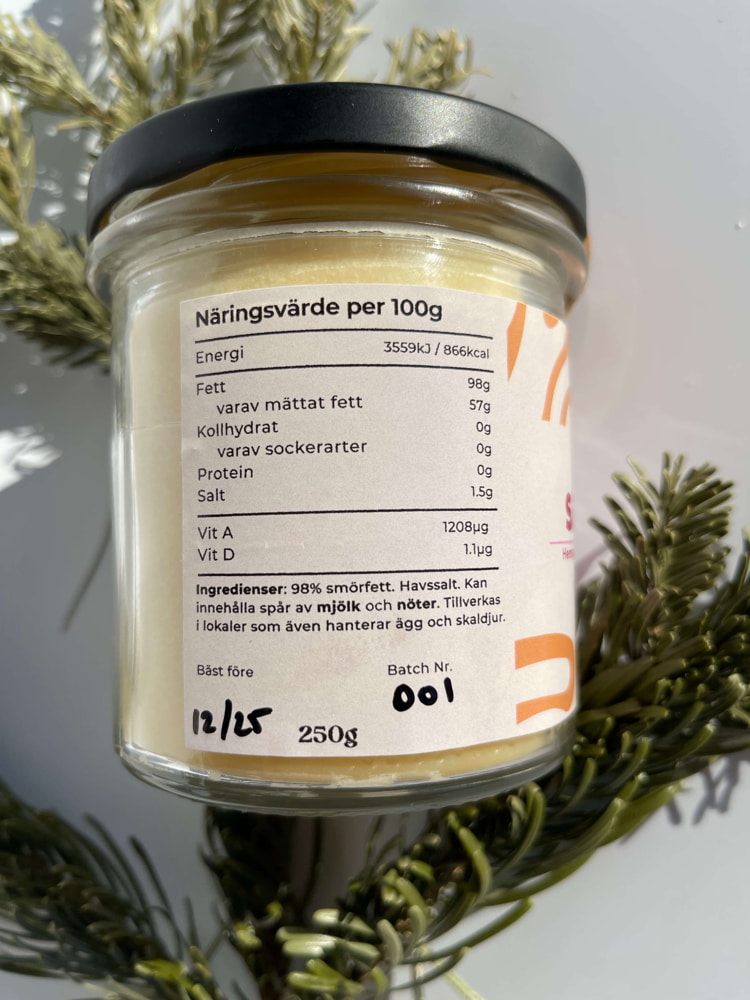 Näringsvärde per 100g
Energi 3559kJ / 866kcal
Fett 98g
varav mättat fett 57g
Kollhydrat 0g
varav sockerarter 0g
Protein 0g
Salt 1.5g
Vit A 1208µg
Vit D 1.1µg
Ingredienser: 98% smörfett. Havssalt. Kan
innehålla spår av mjölk och nöter. Tillverkas
i lokaler som även hanterar ägg och skaldjur.
Bäst före Batch Nr.
12/25 001
250g